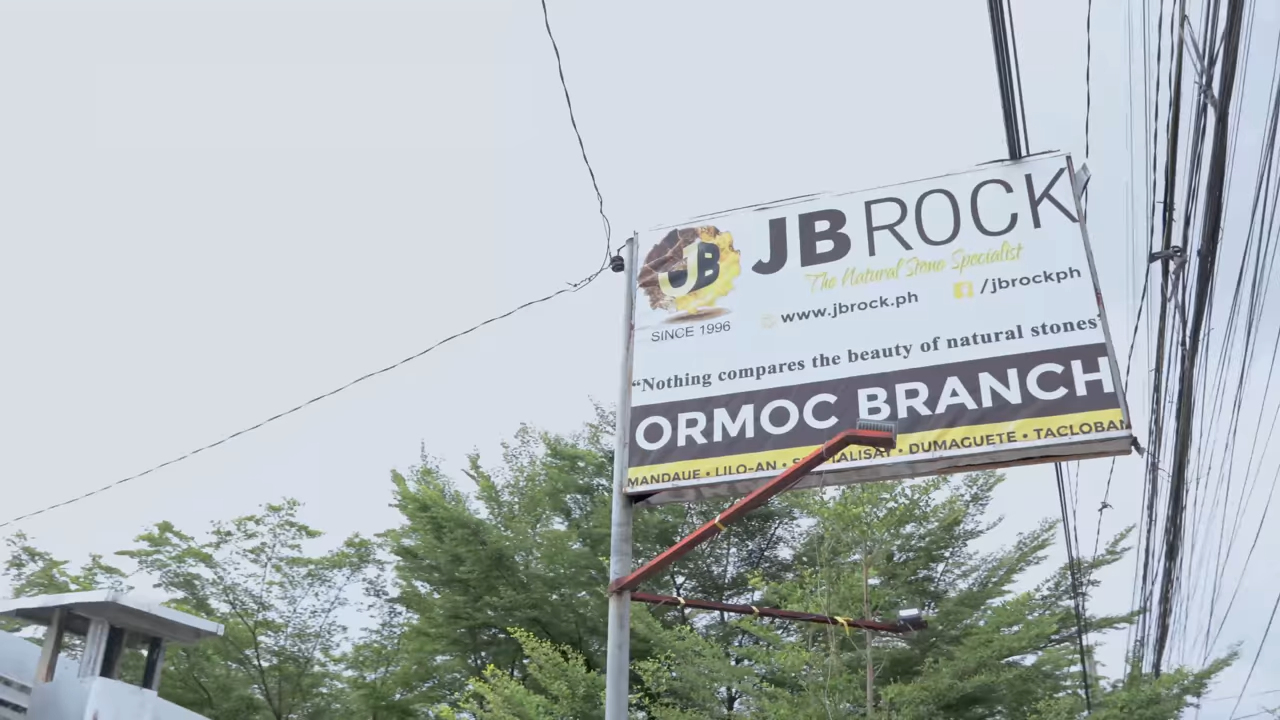 JB
SINCE 1996
JB ROCK
The Natural Stone Specialist
www.jbrock.ph
/jbrockph
“Nothing compares the beauty of natural stones”
ORMOC BRANCH
MANDAUE • LILO-AN • • DUMAGUETE • TACLOBAN